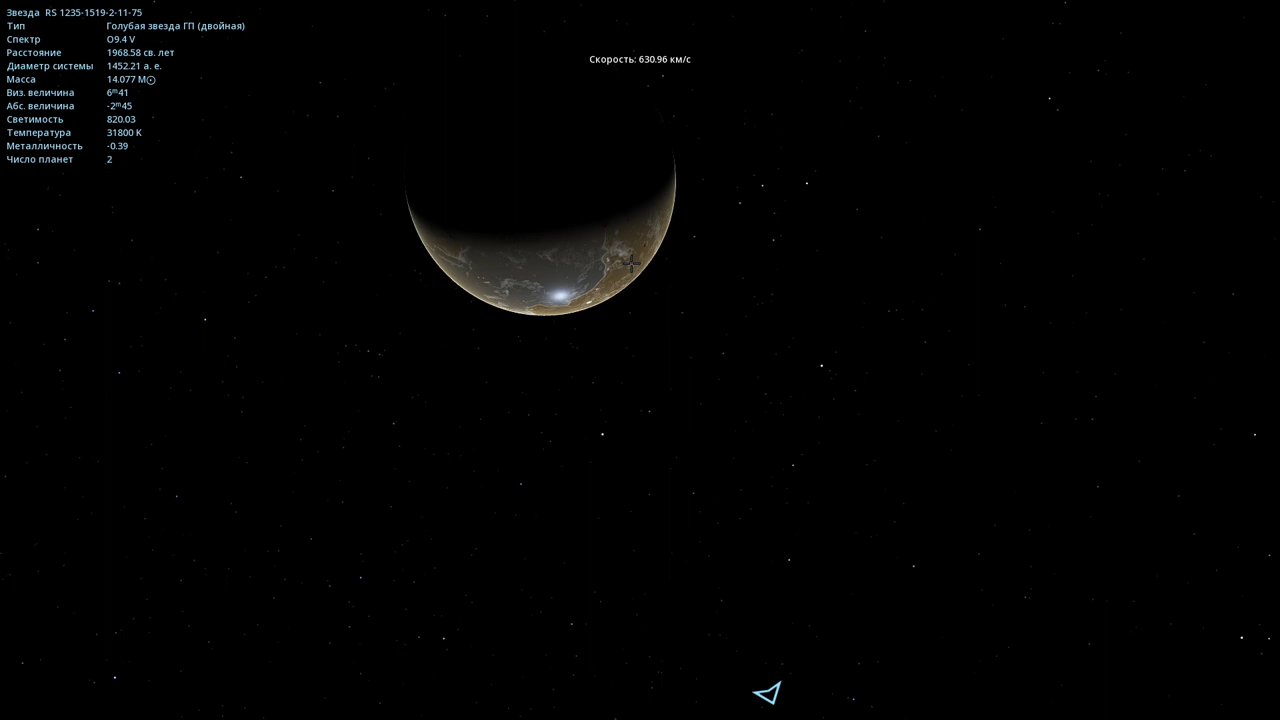 Звезда RS 1235-1519-2-11-75
Тип Голубая звезда ГП (двойная)
Спектр O9.4 V
Расстояние 1968.58 св. лет
Диаметр системы 1452.21 а. е.
Масса 14.077 M☉
Виз. величина 6ᵐ41
Абс. величина -2ᵐ45
Светимость 820.03
Температура 31800 К
Металличность -0.39
Число планет 2
Скорость: 630.96 км/с